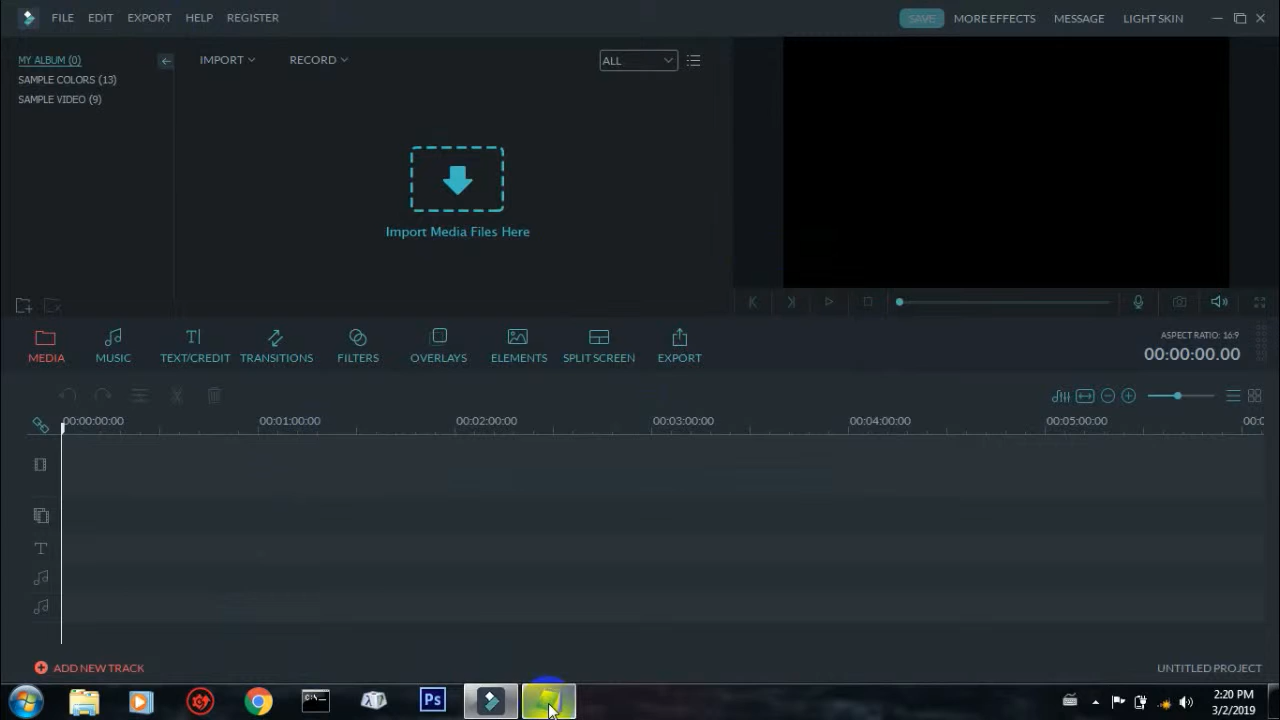 FILE EDIT EXPORT HELP REGISTER SAVE MORE EFFECTS MESSAGE LIGHT SKIN
MY ALBUM (0) IMPORT RECORD ALL
SAMPLE COLORS (13)
SAMPLE VIDEO (9)
Import Media Files Here
MEDIA MUSIC TEXT/CREDIT TRANSITIONS FILTERS OVERLAYS ELEMENTS SPLIT SCREEN EXPORT
ASPECT RATIO: 16:9
00:00:00.00
00:00:00:00 00:01:00:00 00:02:00:00 00:03:00:00 00:04:00:00 00:05:00:00
ADD NEW TRACK UNTITLED PROJECT
C:\_
Ps
2:20 PM
3/2/2019